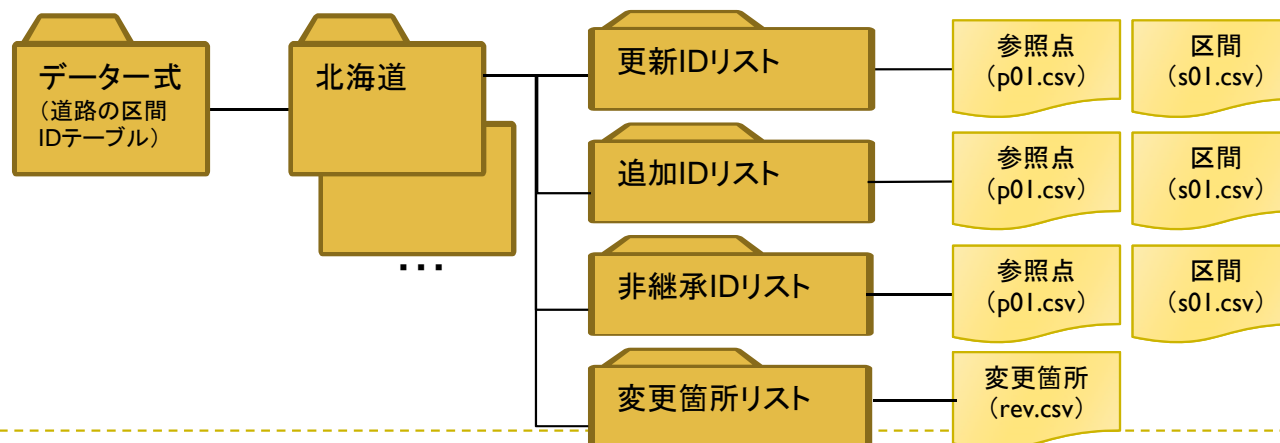 データ一式
（道路の区間
IDテーブル）
北海道
…
更新IDリスト
参照点
（p01.csv）
区間
（s01.csv）
追加IDリスト
参照点
（p01.csv）
区間
（s01.csv）
非継承IDリスト
参照点
（p01.csv）
区間
（s01.csv）
変更箇所リスト
変更箇所
（rev.csv）